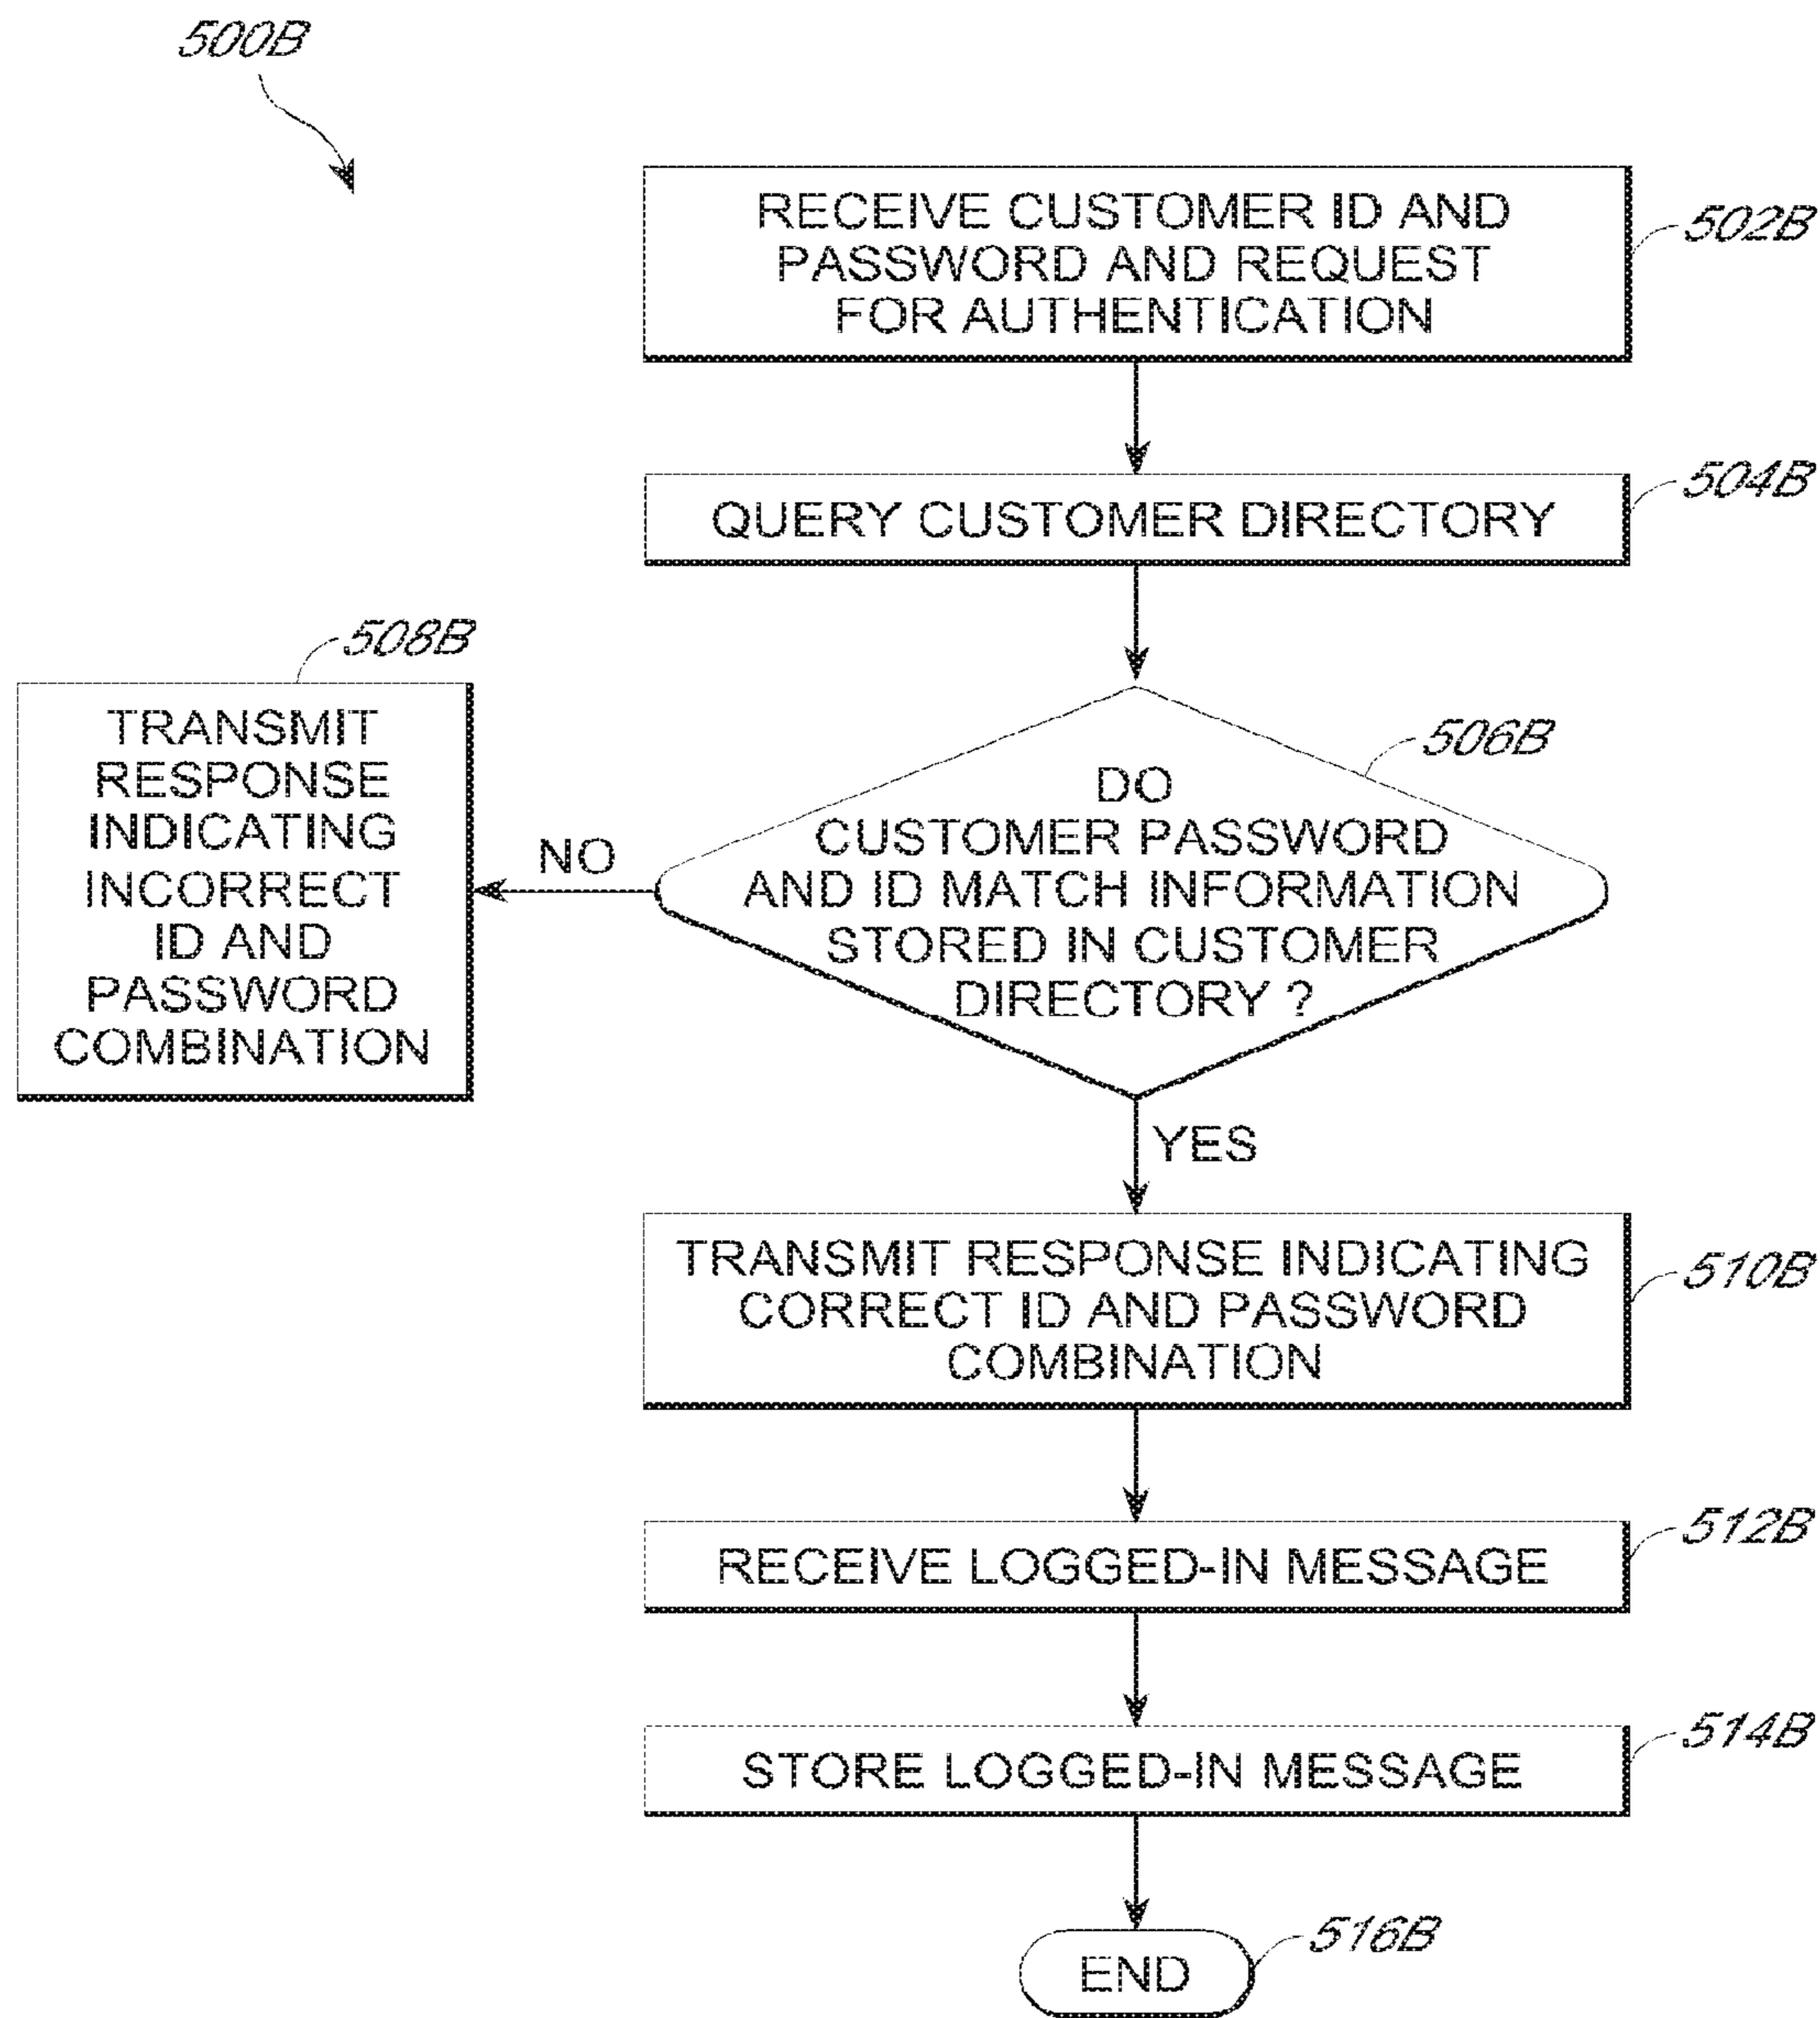 500B
RECEIVE CUSTOMER ID AND
PASSWORD AND REQUEST
FOR AUTHENTICATION
502B
QUERY CUSTOMER DIRECTORY
504B
508B
TRANSMIT
RESPONSE
INDICATING
INCORRECT
ID AND
PASSWORD
COMBINATION
NO
506B
DO
CUSTOMER PASSWORD
AND ID MATCH INFORMATION
STORED IN CUSTOMER
DIRECTORY ?
YES
TRANSMIT RESPONSE INDICATING
CORRECT ID AND PASSWORD
COMBINATION
510B
RECEIVE LOGGED-IN MESSAGE
512B
STORE LOGGED-IN MESSAGE
514B
END
516B